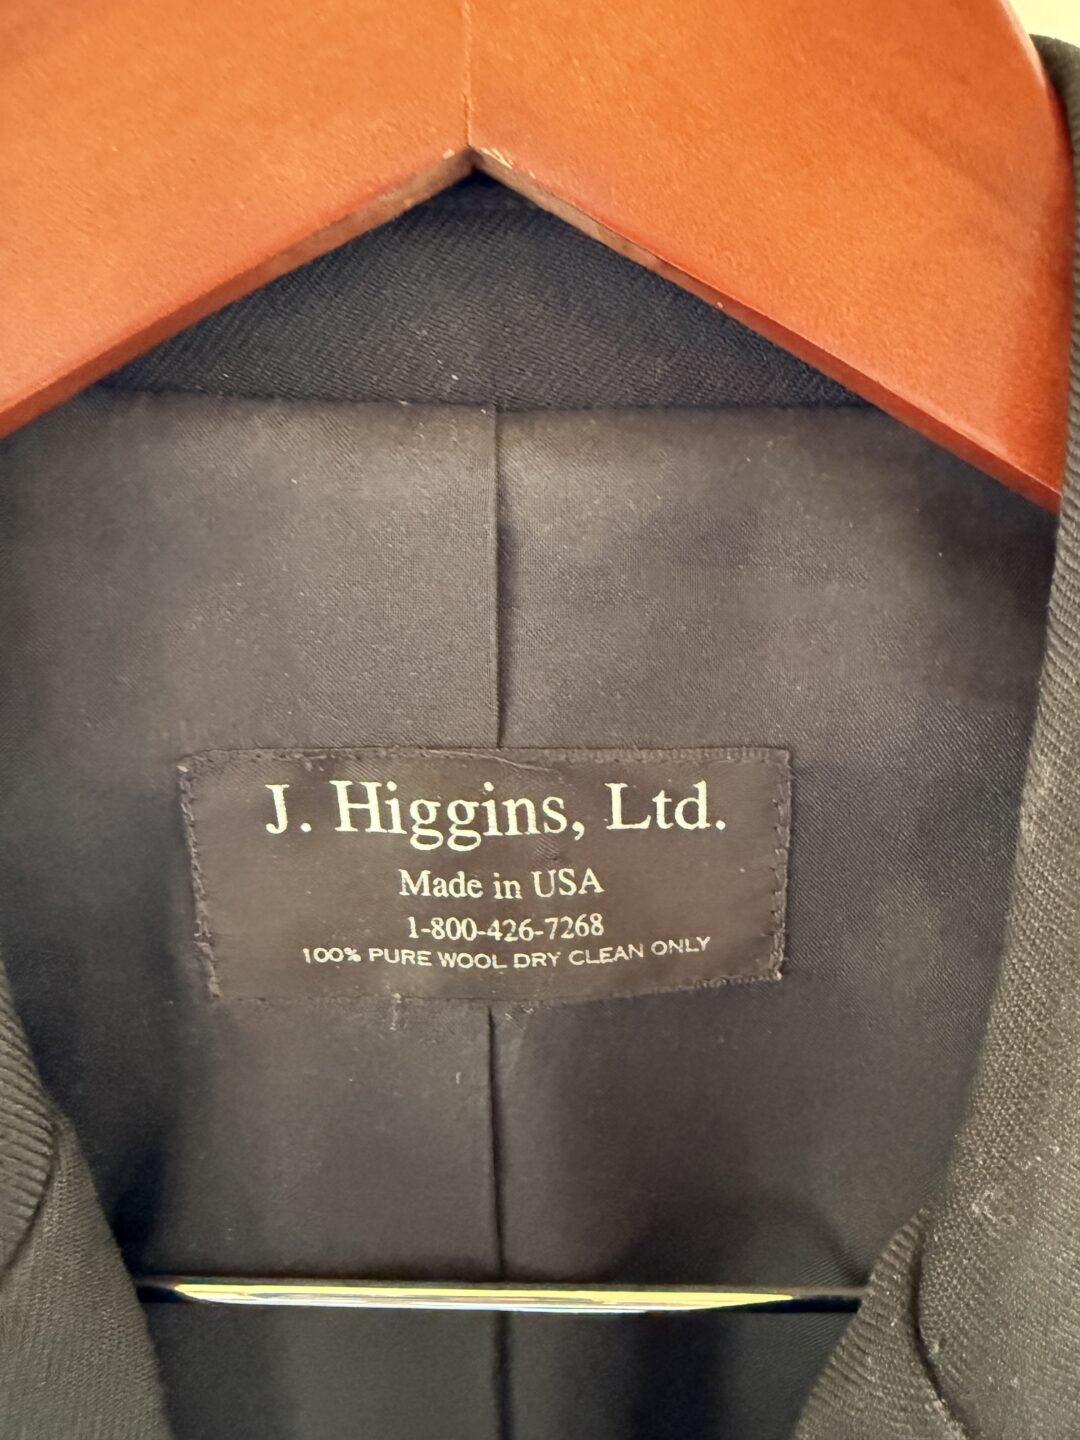 J. Higgins, Ltd.
Made in USA
1-800-426-7268
100% PURE WOOL DRY CLEAN ONLY